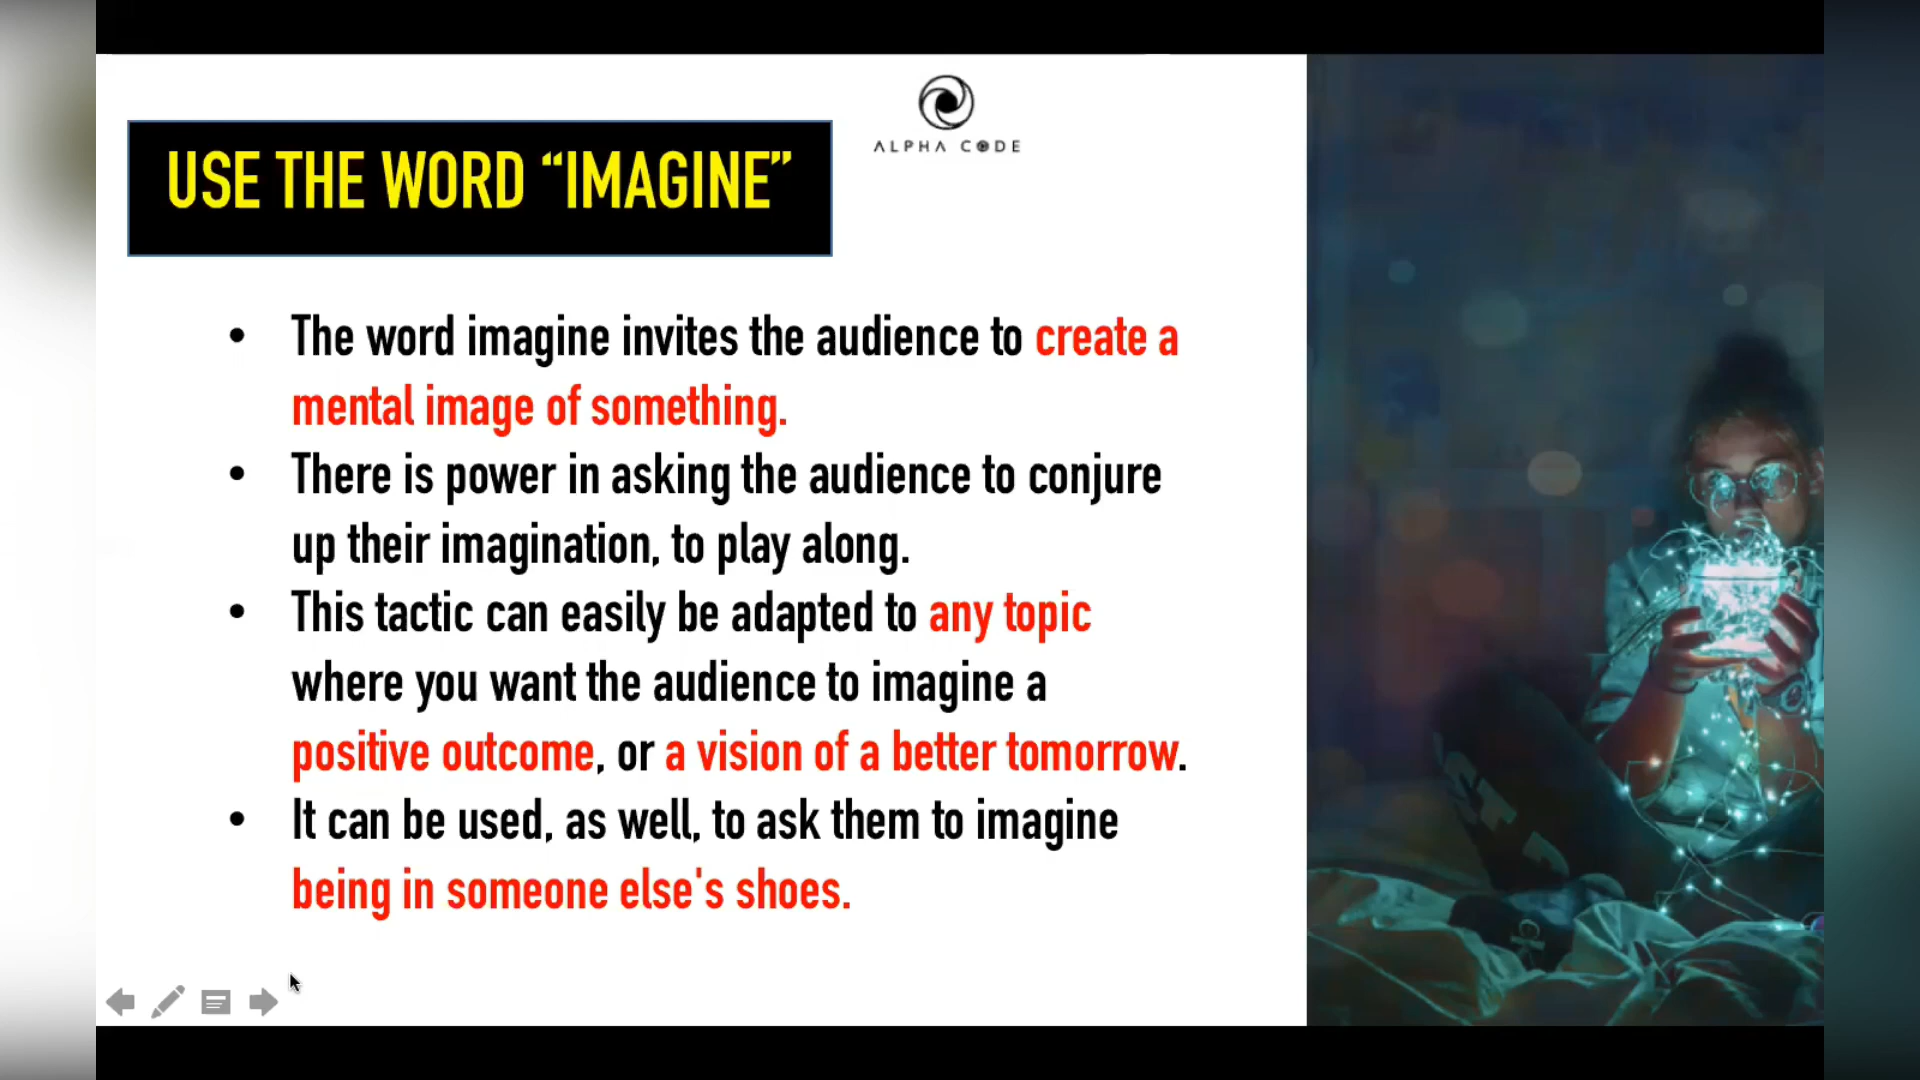 ALPHA CODE
USE THE WORD “IMAGINE”
• The word imagine invites the audience to create a
mental image of something.
• There is power in asking the audience to conjure
up their imagination, to play along.
• This tactic can easily be adapted to any topic
where you want the audience to imagine a
positive outcome, or a vision of a better tomorrow.
• It can be used, as well, to ask them to imagine
being in someone else's shoes.